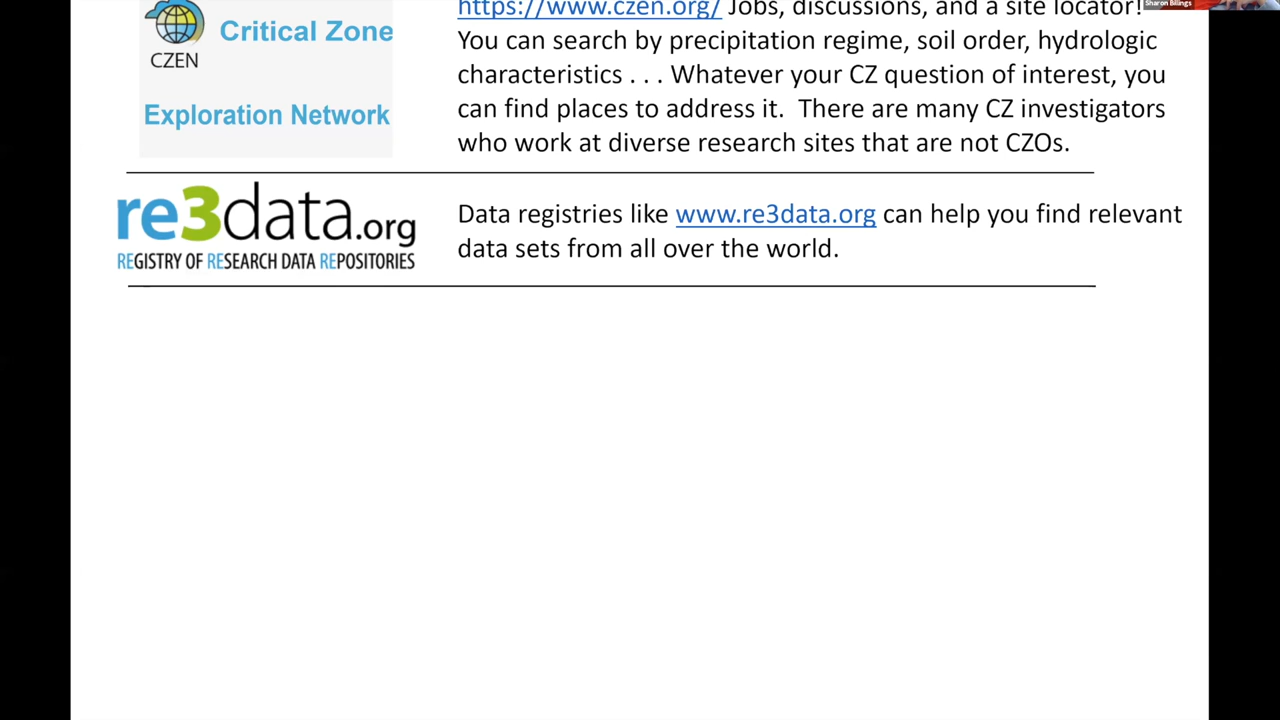 https://www.czen.org/ Jobs, discussions, and a site locator!
Sharon Billings
Critical Zone
CZEN
Exploration Network
You can search by precipitation regime, soil order, hydrologic
characteristics . . . Whatever your CZ question of interest, you
can find places to address it.  There are many CZ investigators
who work at diverse research sites that are not CZOs.
re3data.org
REGISTRY OF RESEARCH DATA REPOSITORIES
Data registries like www.re3data.org can help you find relevant
data sets from all over the world.